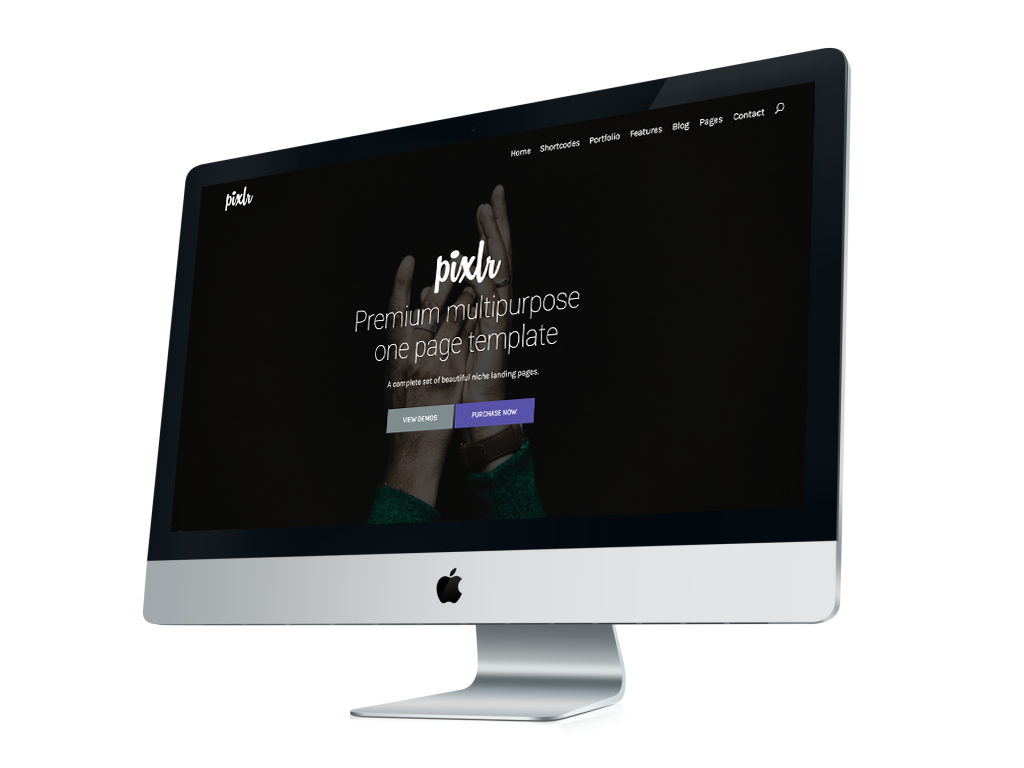 Home Shortcodes Portfolio Features Blog Pages Contact
pixlr
pixlr
Premium multipurpose
one page template
A complete set of beautiful niche landing pages.
VIEW DEMOS PURCHASE NOW